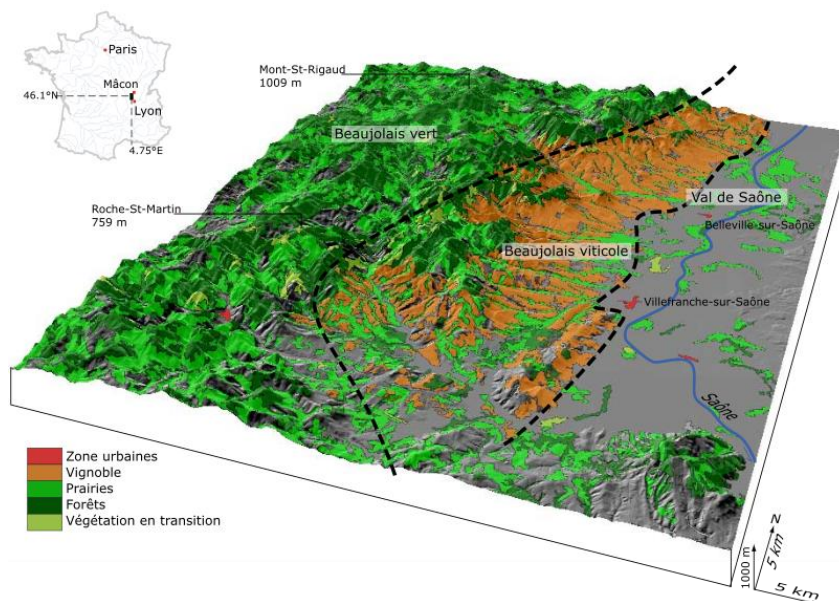 Paris
Mâcon
46.1°N
Lyon
4.75°E
Mont-St-Rigaud
1009 m
Beaujolais vert
Val de Saône
Roche-St-Martin
759 m
Belleville-sur-Saône
Beaujolais viticole
Villefranche-sur-Saône
Saône
Zone urbaines
Vignoble
Prairies
Forêts
Végétation en transition
1000 m
5 km
N
5 km